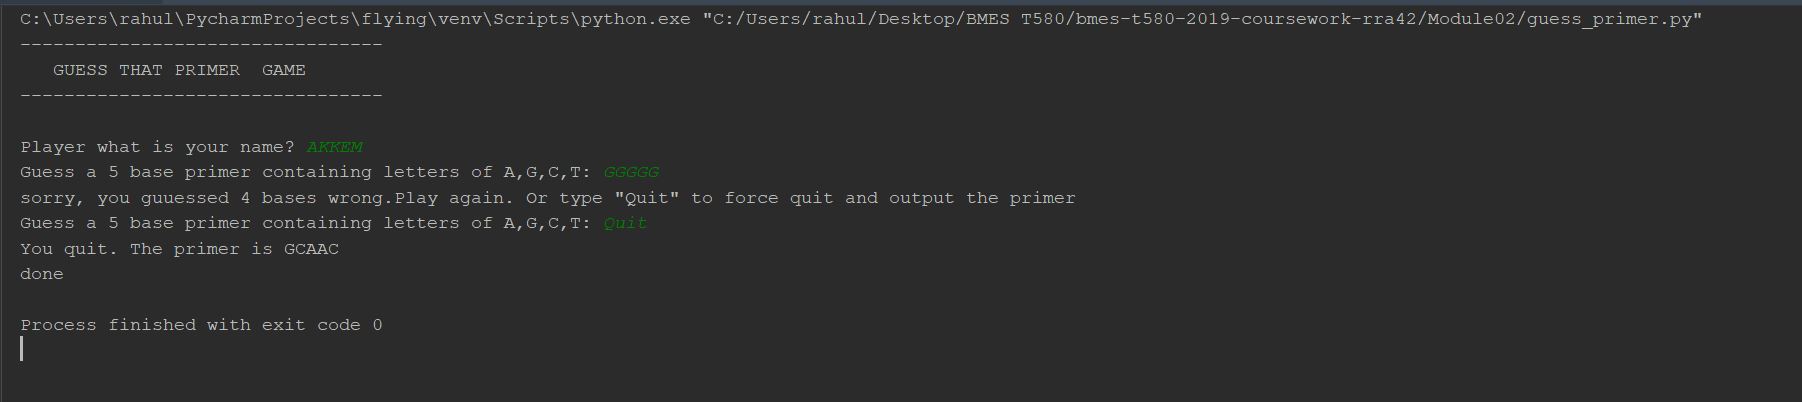 C:\Users\rahul\PycharmProjects\flying\venv\Scripts\python.exe "C:/Users/rahul/Desktop/BMES T580/bmes-t580-2019-coursework-rra42/Module02/guess_primer.py"
---------------------------------
   GUESS THAT PRIMER  GAME
---------------------------------
Player what is your name? AKKEM
Guess a 5 base primer containing letters of A,G,C,T: GGGGG
sorry, you guuessed 4 bases wrong.Play again. Or type "Quit" to force quit and output the primer
Guess a 5 base primer containing letters of A,G,C,T: Quit
You quit. The primer is GCAAC
done
Process finished with exit code 0